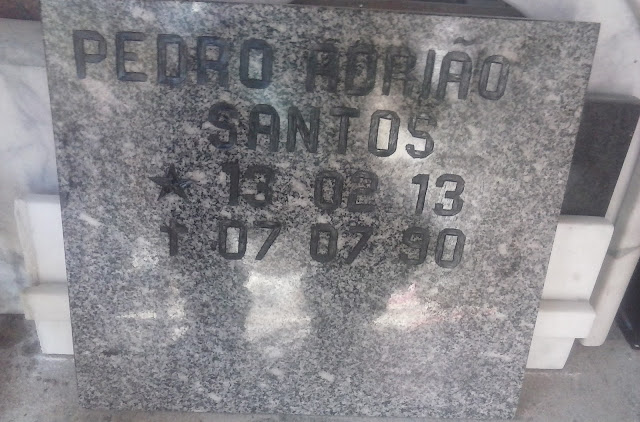 PEDRO ADRIÃO
SANTOS
★ 13 02 13
† 07 07 90